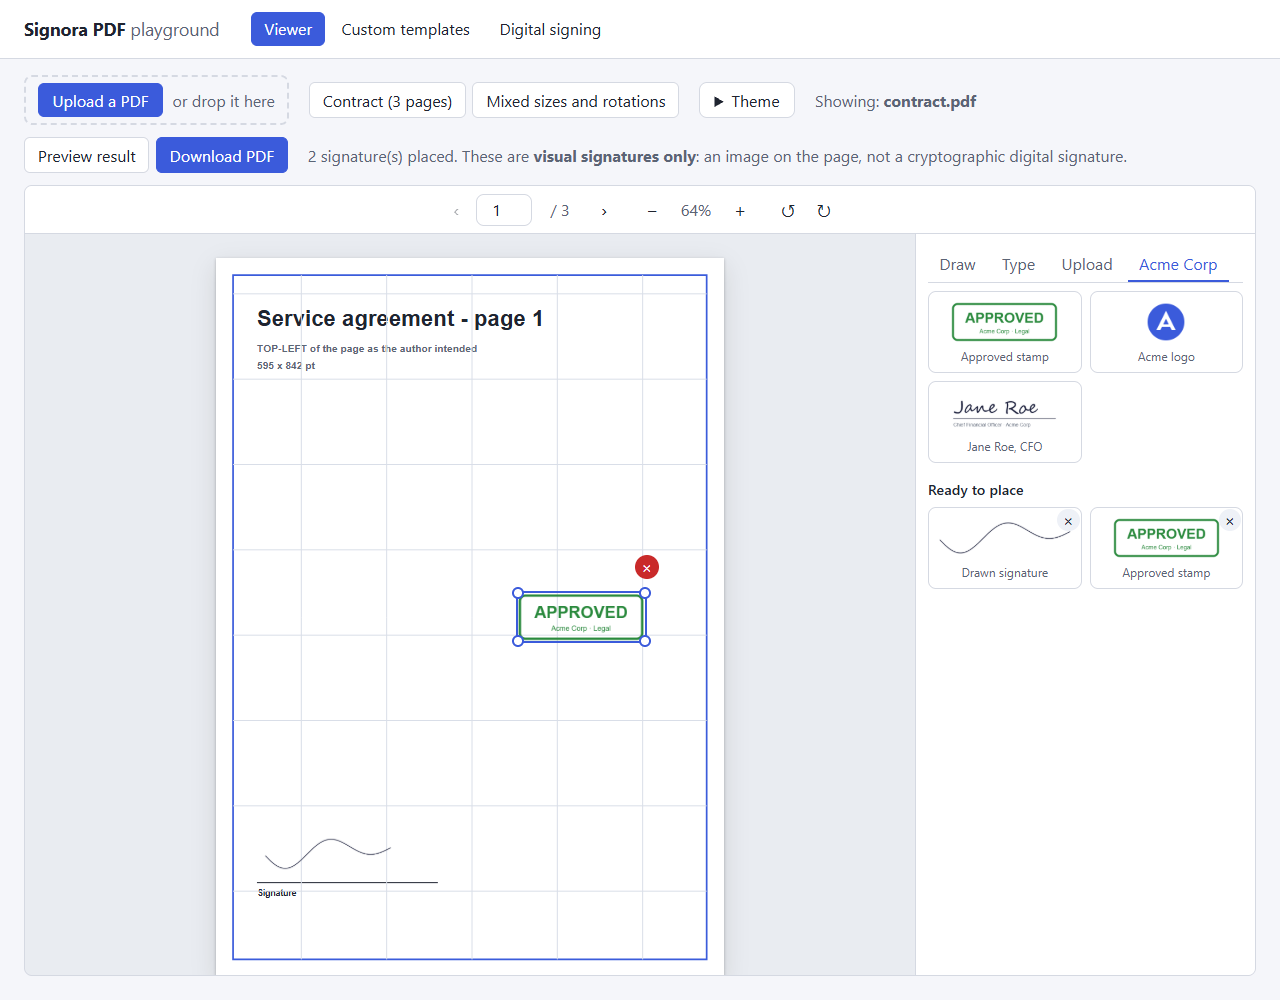 Signora PDF playground
Viewer
Custom templates
Digital signing
Upload a PDF
or drop it here
Contract (3 pages)
Mixed sizes and rotations
▶ Theme
Showing: contract.pdf
Preview result
Download PDF
2 signature(s) placed. These are visual signatures only: an image on the page, not a cryptographic digital signature.
‹ 1 / 3 › − 64% + ↺ ↻
Service agreement - page 1
TOP-LEFT of the page as the author intended
595 x 842 pt
×
APPROVED
Acme Corp · Legal
Signature
Draw
Type
Upload
Acme Corp
APPROVED
Acme Corp · Legal
Approved stamp
A
Acme logo
Jane Roe
Chief Financial Officer · Acme Corp
Jane Roe, CFO
Ready to place
×
Drawn signature
×
APPROVED
Acme Corp · Legal
Approved stamp